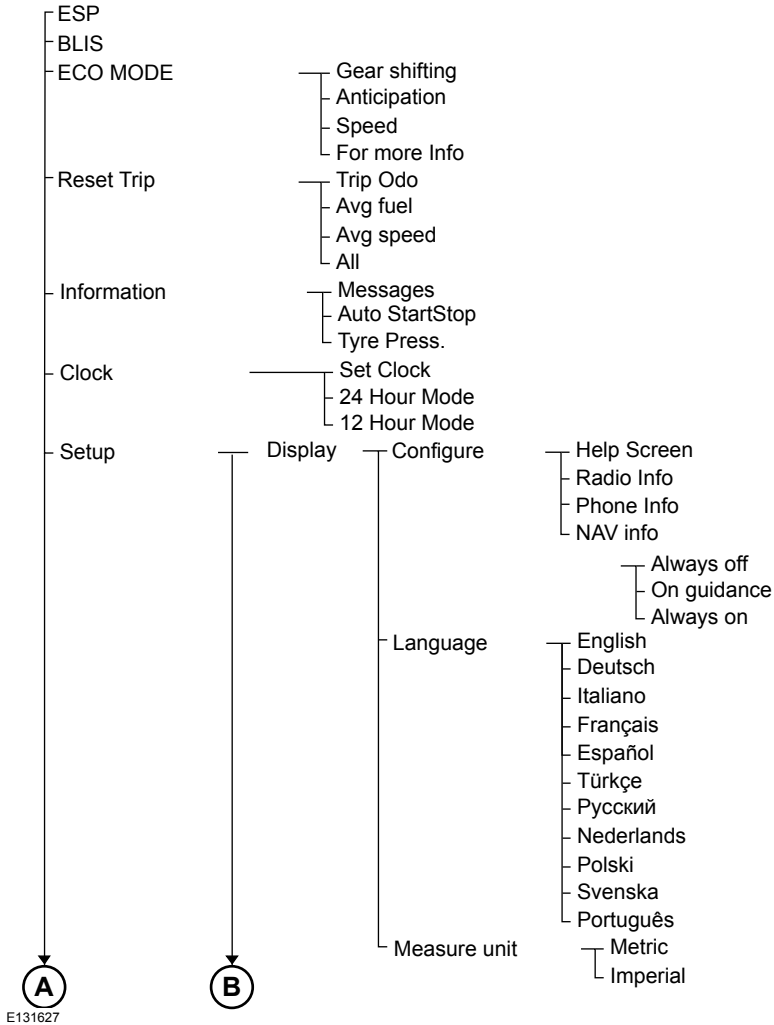 ESP
BLIS
ECO MODE
Gear shifting
Anticipation
Speed
For more Info
Reset Trip
Trip Odo
Avg fuel
Avg speed
All
Information
Messages
Auto StartStop
Tyre Press.
Clock
Set Clock
24 Hour Mode
12 Hour Mode
Setup
Display
Configure
Help Screen
Radio Info
Phone Info
NAV info
Always off
On guidance
Always on
Language
English
Deutsch
Italiano
Français
Español
Türkçe
Русский
Nederlands
Polski
Svenska
Português
Measure unit
Metric
Imperial
A
B
E131627